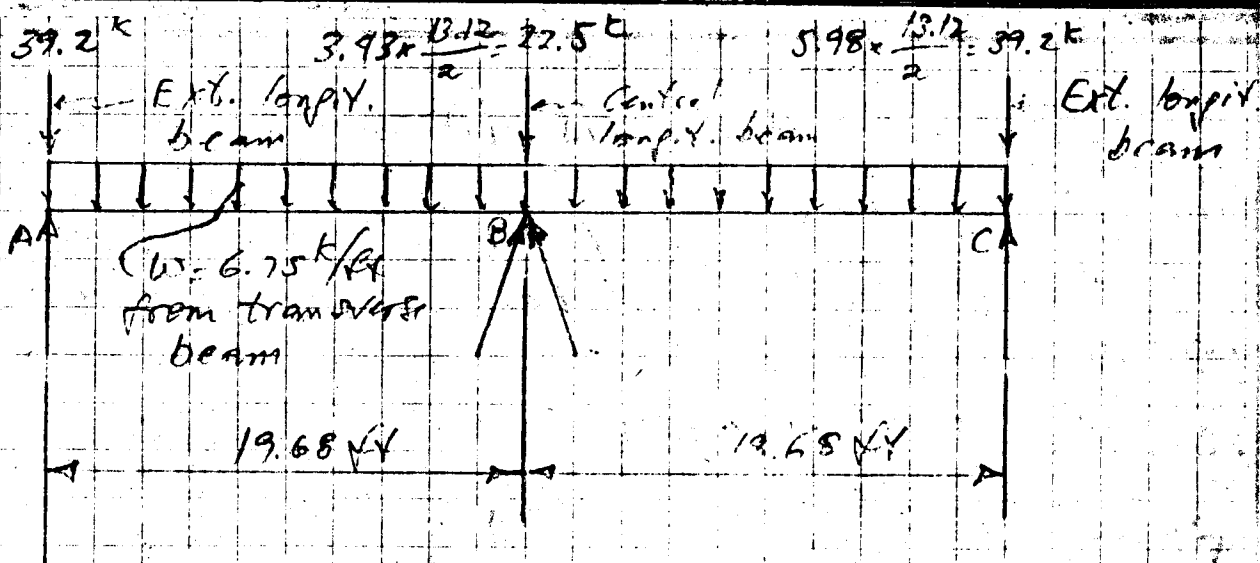 39.2 k
3.43 x 13.12/2 = 22.5 k
5.98 x 13.12/2 = 39.2 k
Ext. longit.
beam
Central
longit. beam
Ext. longit.
beam
A
B
C
w = 6.75 k/ft
from transverse
beam
19.68 ft
19.68 ft